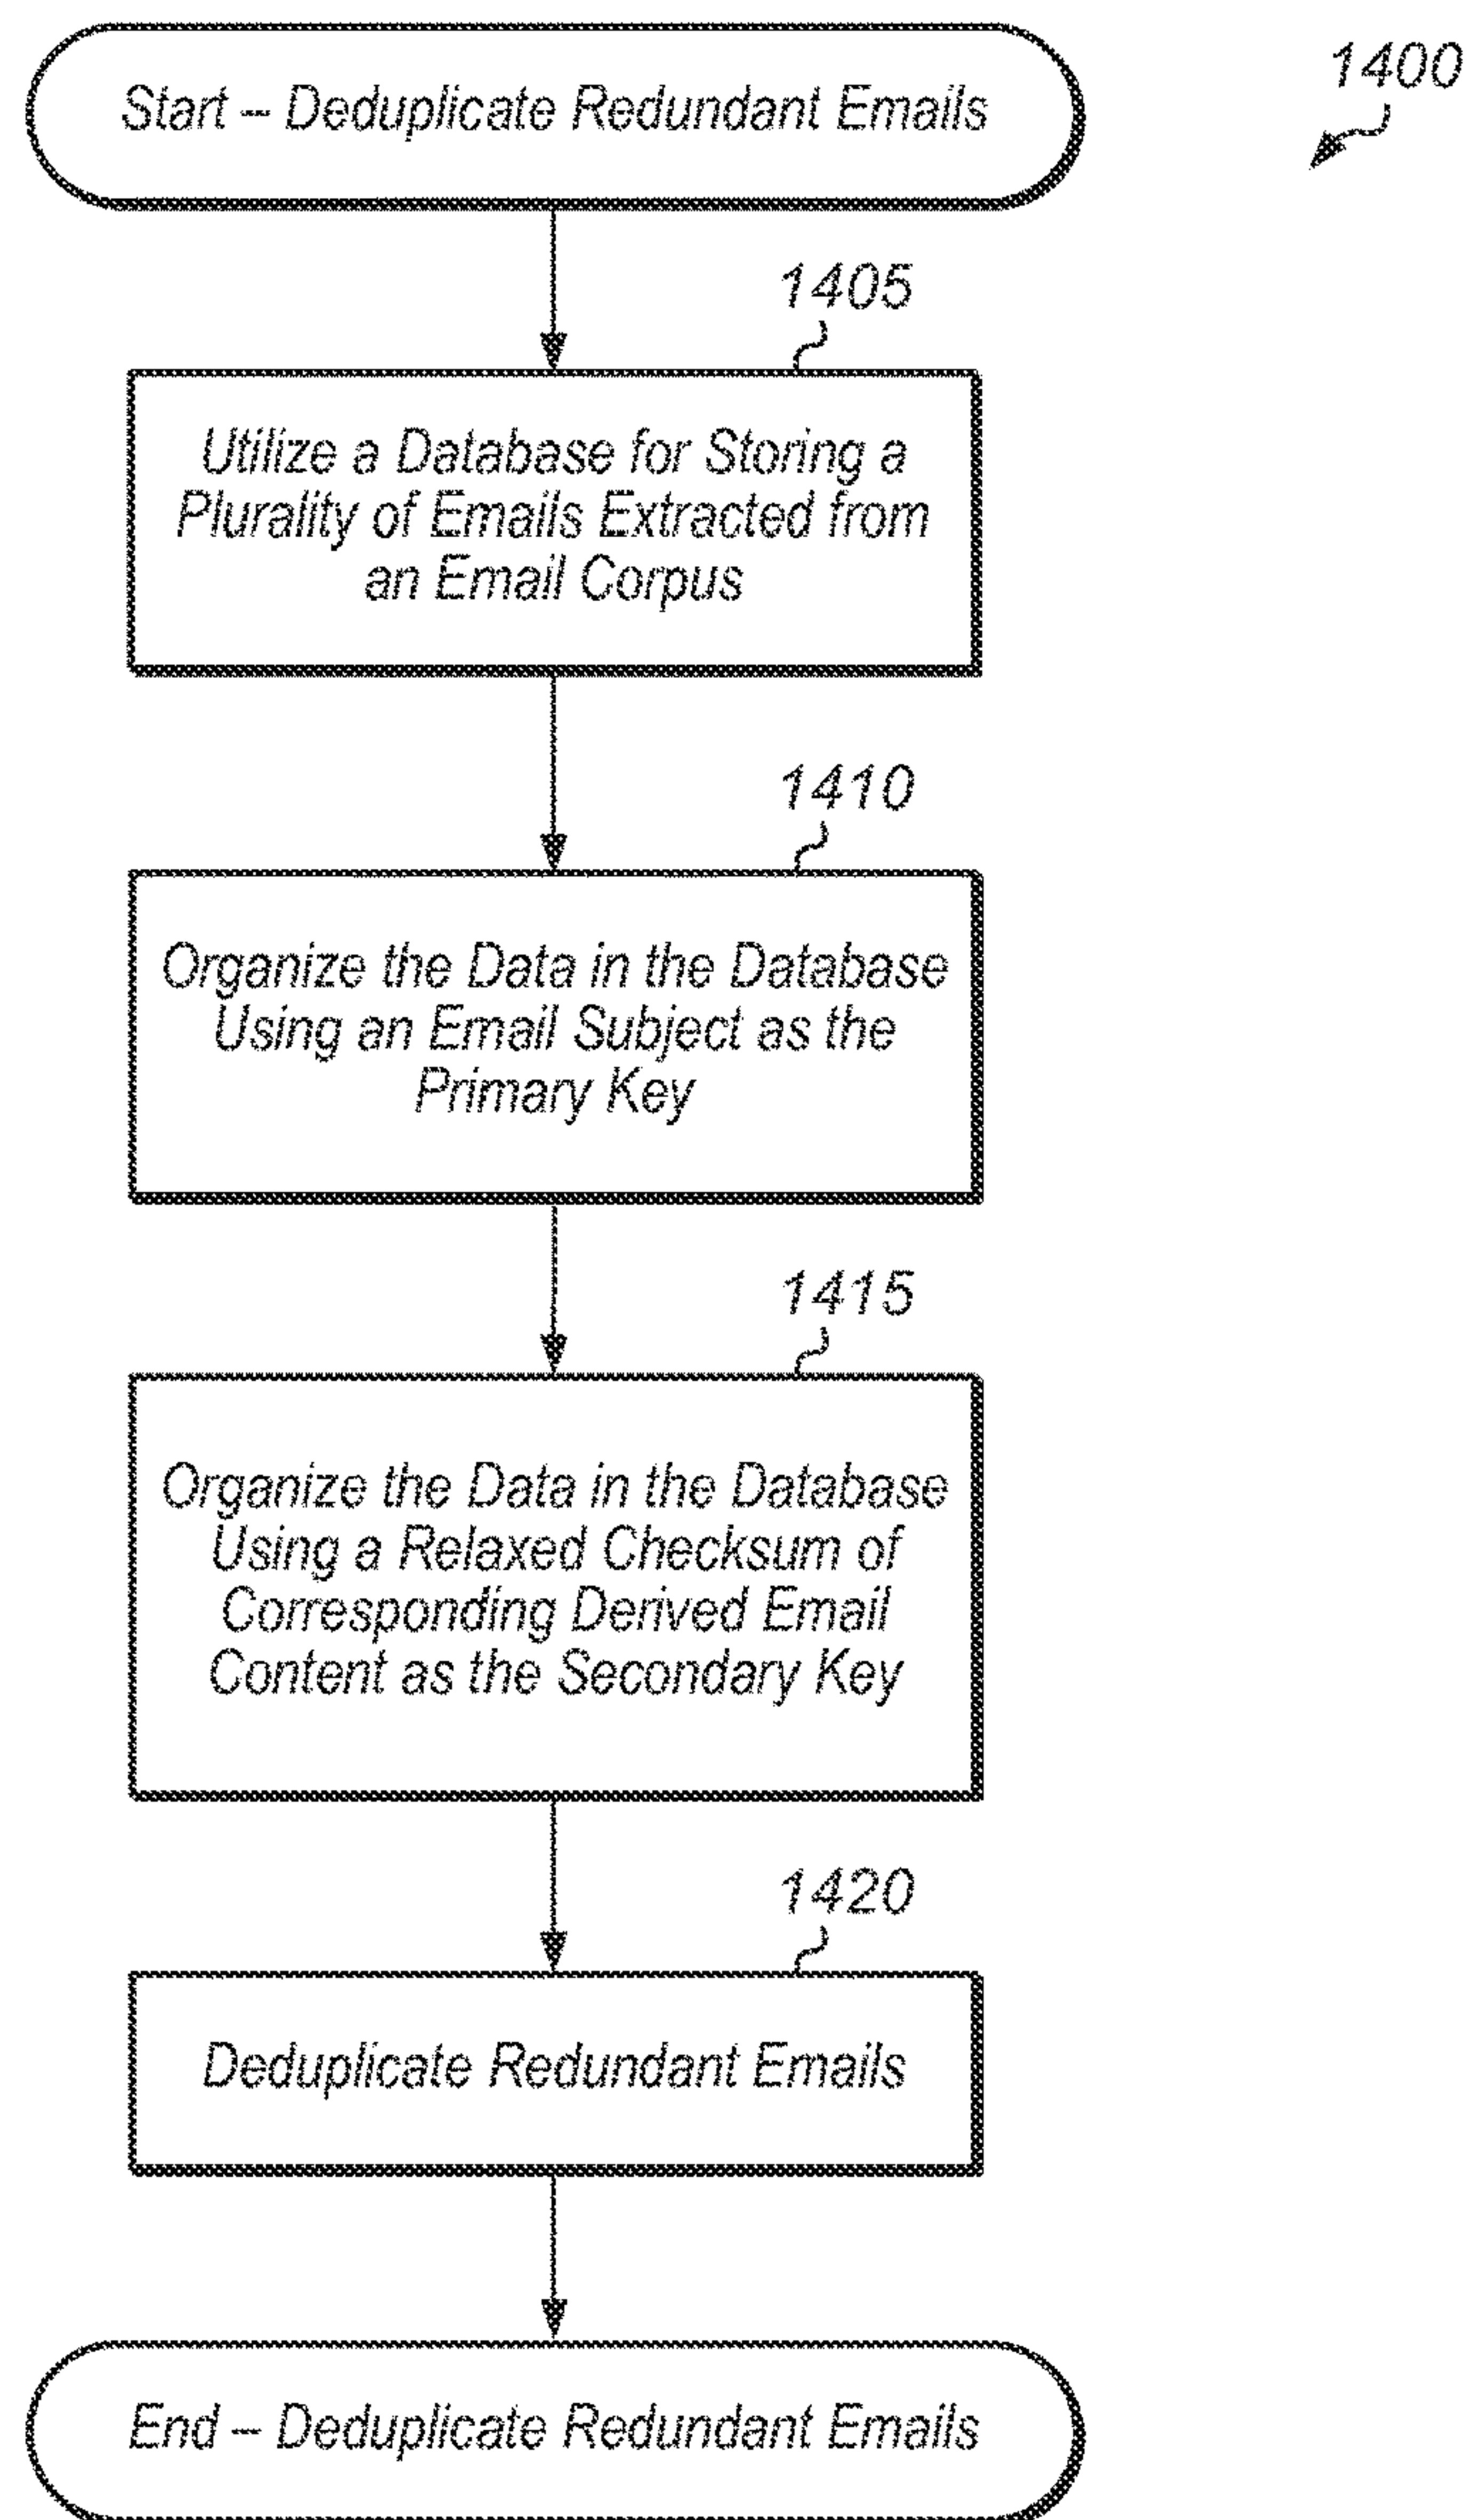 Start – Deduplicate Redundant Emails
1400
1405
Utilize a Database for Storing a
Plurality of Emails Extracted from
an Email Corpus
1410
Organize the Data in the Database
Using an Email Subject as the
Primary Key
1415
Organize the Data in the Database
Using a Relaxed Checksum of
Corresponding Derived Email
Content as the Secondary Key
1420
Deduplicate Redundant Emails
End – Deduplicate Redundant Emails